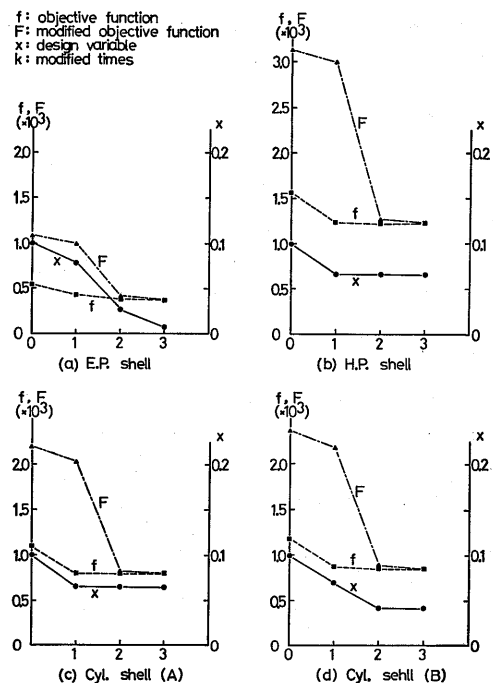 f: objective function
F: modified objective function
x: design variable
k: modified times
f, F
(×10³)
x
2.0
1.5
1.0
0.5
0
0.2
0.1
0
x
F
f
0 1 2 3
(a) E.P. shell
f, F
(×10³)
3.0
2.5
2.0
1.5
1.0
0.5
0
x
0.2
0.1
0
F
f
x
0 1 2 3
(b) H.P. shell
f, F
(×10³)
x
2.0
1.5
1.0
0.5
0.2
0.1
0
F
f
x
0 1 2 3
(c) Cyl. shell (A)
f, F
(×10³)
x
2.0
1.5
1.0
0.5
0.2
0.1
0
F
f
x
0 1 2 3
(d) Cyl. sehll (B)